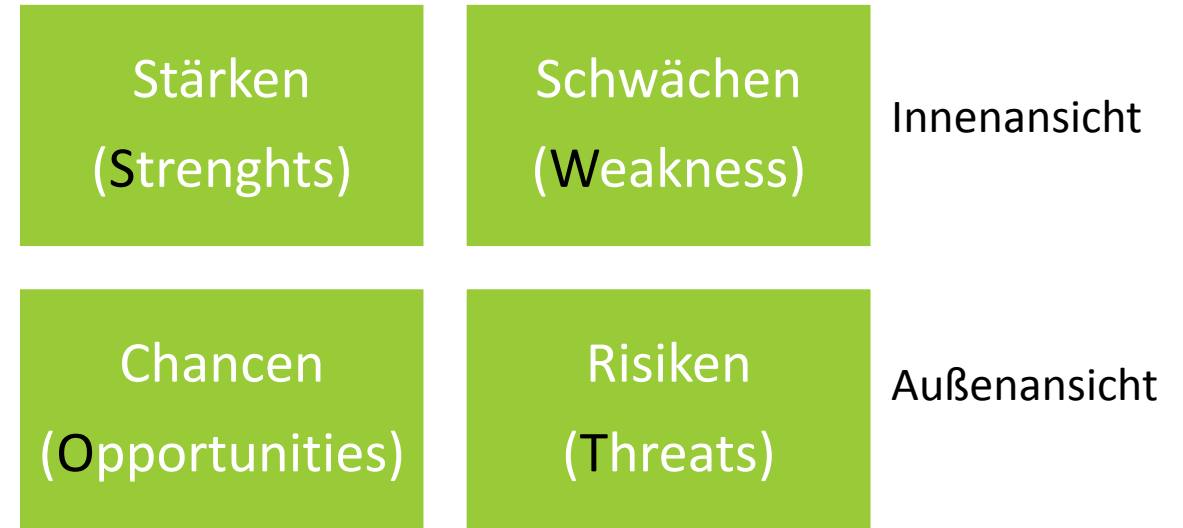 Stärken
(Strenghts)
Schwächen
(Weakness)
Innenansicht
Chancen
(Opportunities)
Risiken
(Threats)
Außenansicht